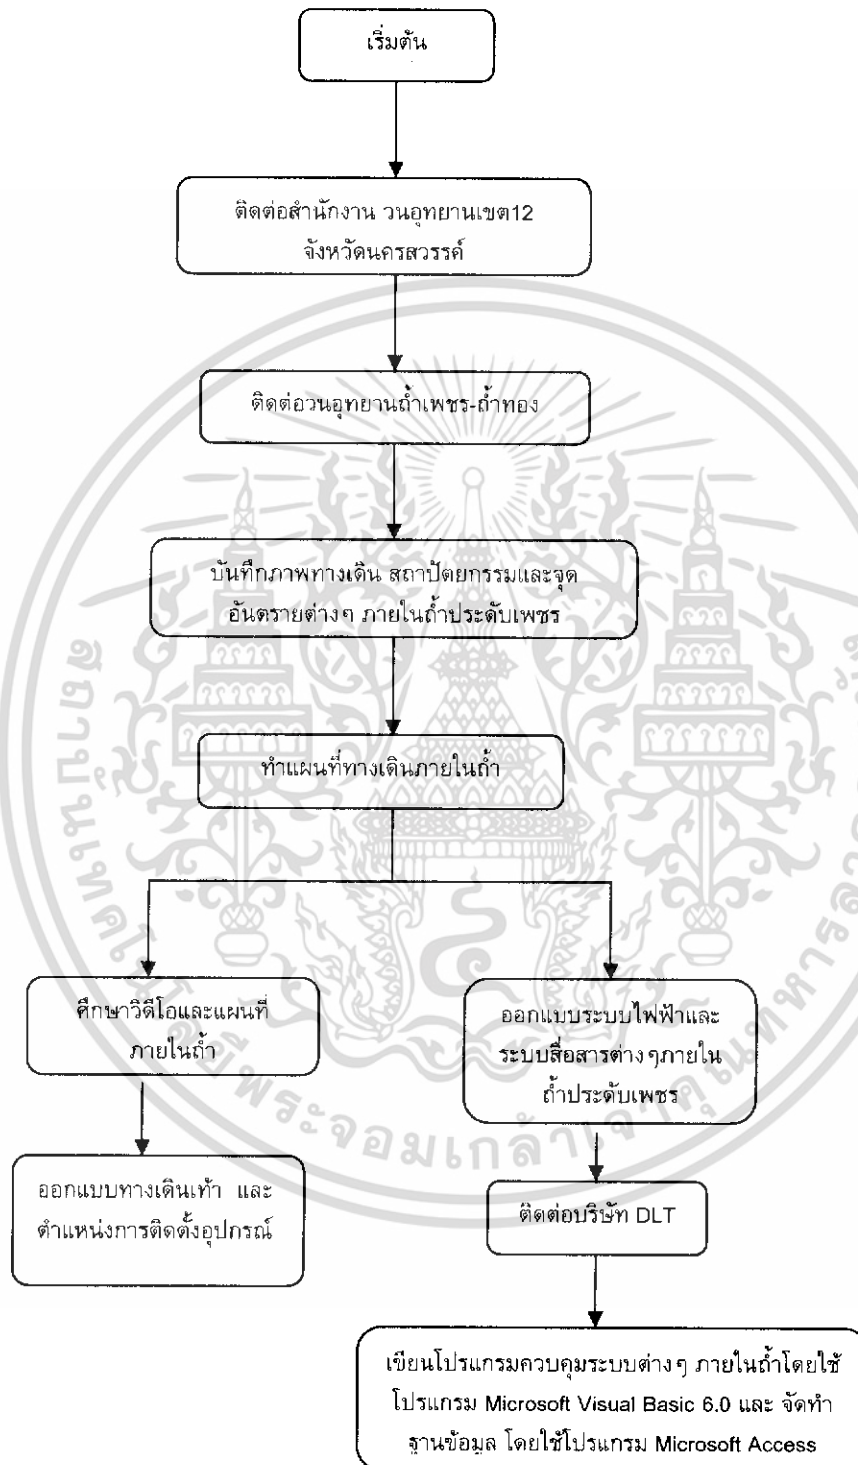 เริ่มต้น
ติดต่อสำนักงาน วนอุทยานเขต12
จังหวัดนครสวรรค์
ติดต่อวนอุทยานถ้ำเพชร-ถ้ำทอง
บันทึกภาพทางเดิน สถาปัตยกรรมและจุด
อันตรายต่างๆ ภายในถ้ำประดับเพชร
ทำแผนที่ทางเดินภายในถ้ำ
ศึกษาวิดีโอและแผนที่
ภายในถ้ำ
ออกแบบทางเดินเท้า และ
ตำแหน่งการติดตั้งอุปกรณ์
ออกแบบระบบไฟฟ้าและ
ระบบสื่อสารต่างๆภายใน
ถ้ำประดับเพชร
ติดต่อบริษัท DLT
เขียนโปรแกรมควบคุมระบบต่างๆ ภายในถ้ำโดยใช้
โปรแกรม Microsoft Visual Basic 6.0 และ จัดทำ
ฐานข้อมูล โดยใช้โปรแกรม Microsoft Access